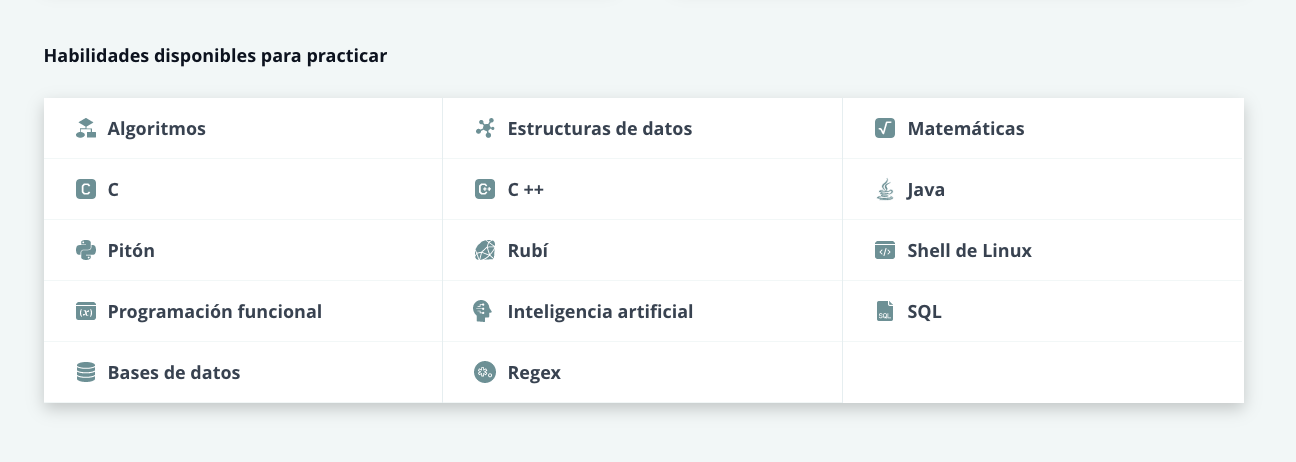 Habilidades disponibles para practicar
Algoritmos
Estructuras de datos
Matemáticas
C
C ++
Java
Pitón
Rubí
Shell de Linux
Programación funcional
Inteligencia artificial
SQL
Bases de datos
Regex